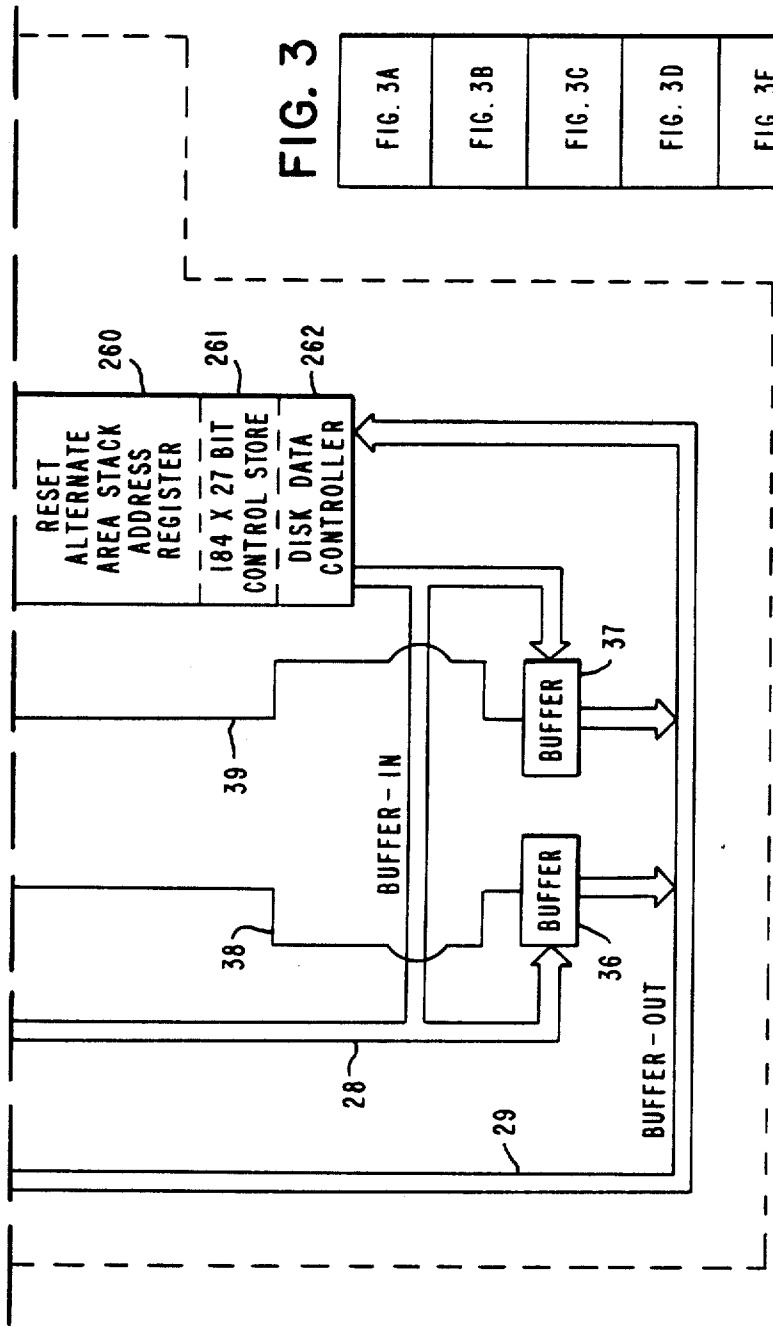 RESET
ALTERNATE
AREA STACK
ADDRESS
REGISTER
260
184 X 27 BIT
CONTROL STORE
261
DISK DATA
CONTROLLER
262
39
38
28
29
BUFFER-IN
BUFFER
37
BUFFER
36
BUFFER-OUT
FIG. 3
FIG. 3A
FIG. 3B
FIG. 3C
FIG. 3D
FIG. 3E